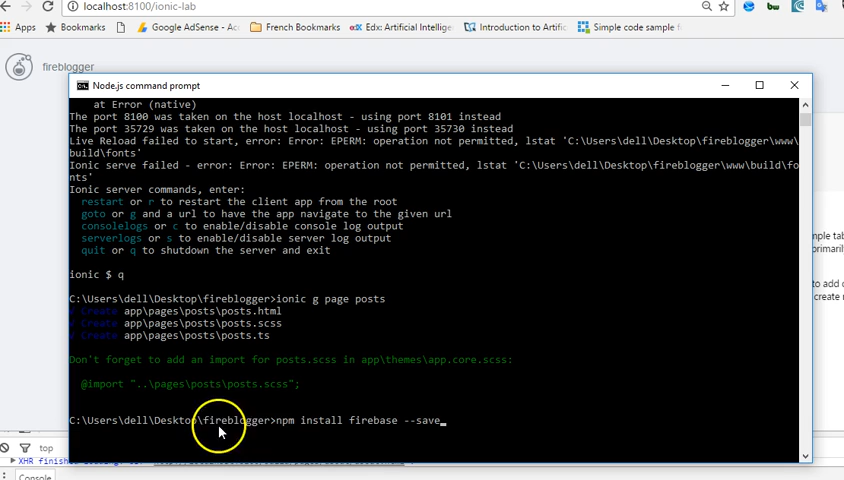 localhost:8100/ionic-lab
Apps Bookmarks Google AdSense - Acc French Bookmarks Edx: Artificial Intellige Introduction to Artific Simple code sample f
fireblogger
Node.js command prompt
at Error (native)
The port 8100 was taken on the host localhost - using port 8101 instead
The port 35729 was taken on the host localhost - using port 35730 instead
Live Reload failed to start, error: Error: EPERM: operation not permitted, lstat 'C:\Users\dell\Desktop\fireblogger\www\
build\fonts'
Ionic serve failed - error: Error: EPERM: operation not permitted, lstat 'C:\Users\dell\Desktop\fireblogger\www\build\fo
nts'
Ionic server commands, enter:
restart or r to restart the client app from the root
goto or g and a url to have the app navigate to the given url
consolelogs or c to enable/disable console log output
serverlogs or s to enable/disable server log output
quit or q to shutdown the server and exit
ionic $ q
C:\Users\dell\Desktop\fireblogger>ionic g page posts
√ Create app\pages\posts\posts.html
√ Create app\pages\posts\posts.scss
√ Create app\pages\posts\posts.ts
Don't forget to add an import for posts.scss in app\themes\app.core.scss:
@import "..\pages\posts\posts.scss";
C:\Users\dell\Desktop\fireblogger>npm install firebase --save
mple tab
to add
create
top
XHR finished loading:
Console